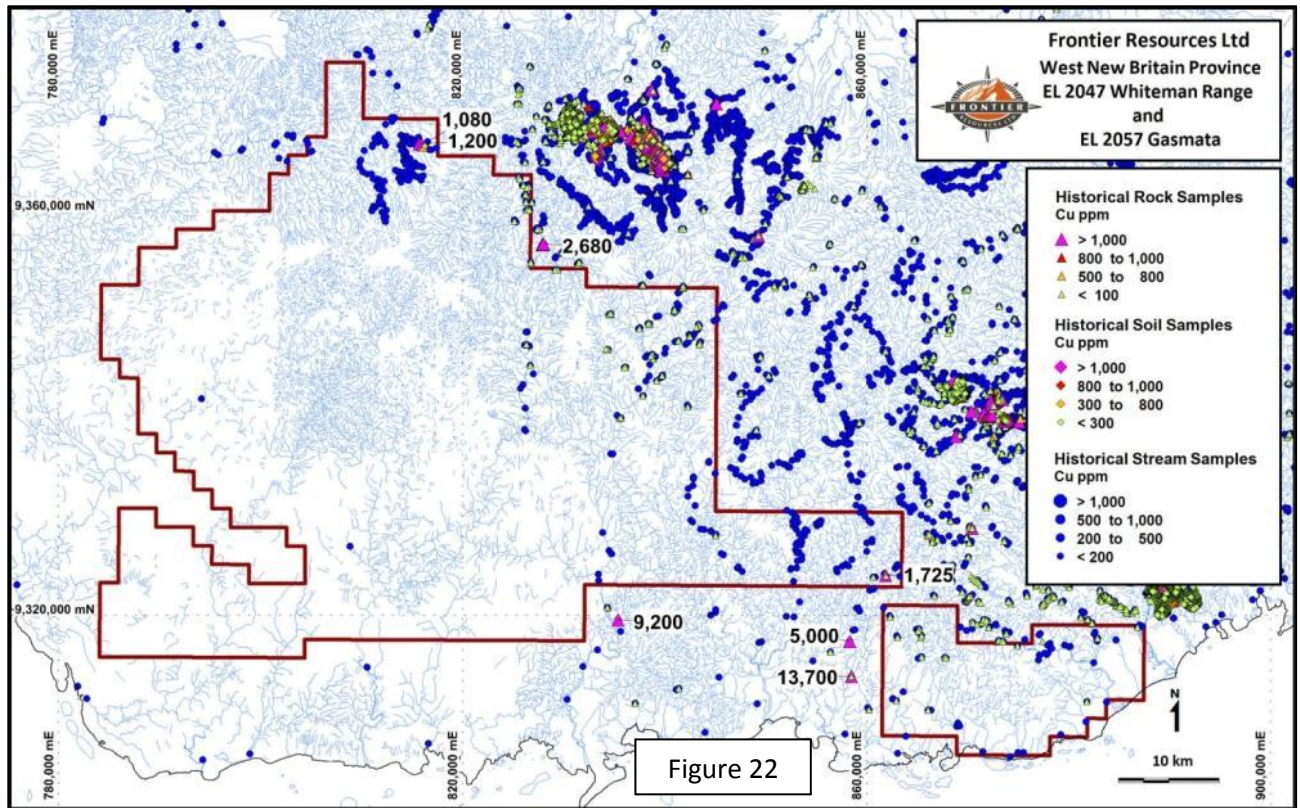 780,000 mE
820,000 mE
860,000 mE
Frontier Resources Ltd
West New Britain Province
EL 2047 Whiteman Range
and
EL 2057 Gasmata
FRONTIER
RESOURCES LTD
1,080
1,200
9,360,000 mN
2,680
Historical Rock Samples
Cu ppm
> 1,000
800 to 1,000
500 to 800
< 100
Historical Soil Samples
Cu ppm
> 1,000
800 to 1,000
300 to 800
< 300
Historical Stream Samples
Cu ppm
> 1,000
500 to 1,000
200 to 500
< 200
1,725
9,320,000 mN
9,200
5,000
13,700
N
10 km
Figure 22
780,000 mE
820,000 mE
860,000 mE
900,000 mE